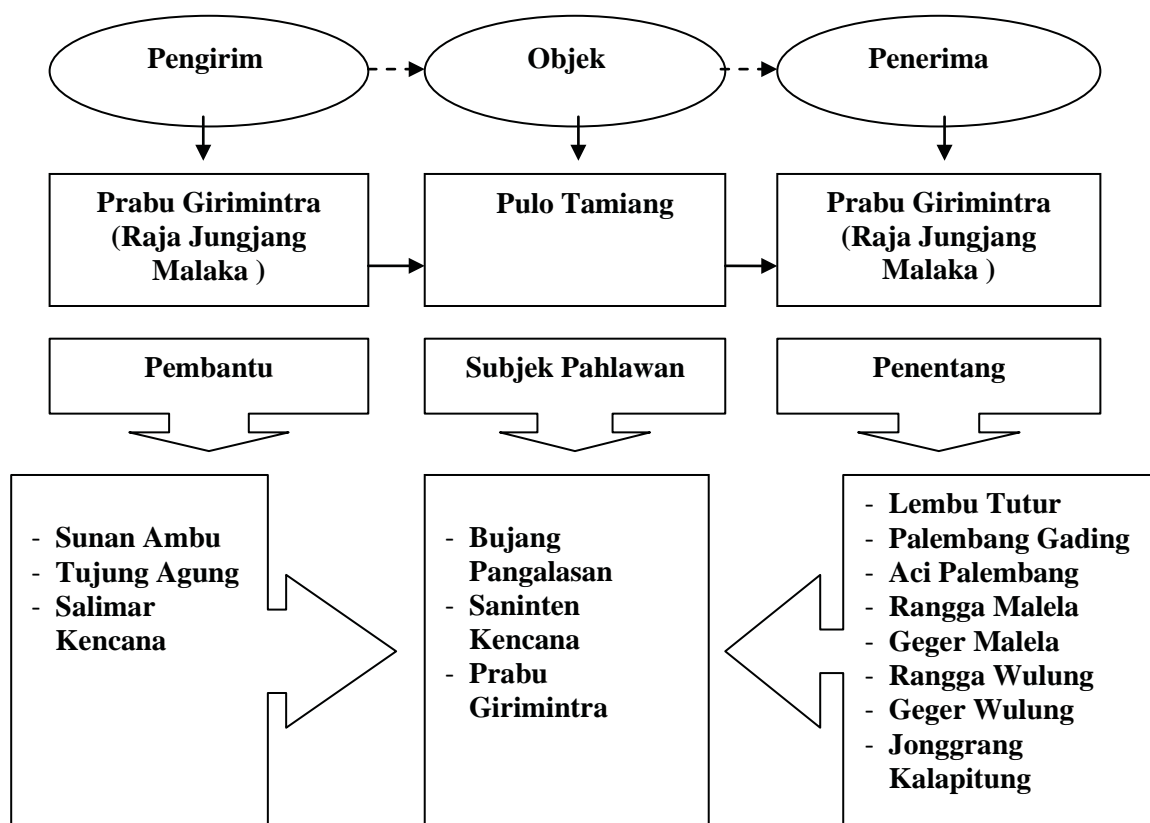 Pengirim
Objek
Penerima
Prabu Girimintra
(Raja Jungjang
Malaka )
Pulo Tamiang
Prabu Girimintra
(Raja Jungjang
Malaka )
Pembantu
Subjek Pahlawan
Penentang
- Sunan Ambu
- Tujung Agung
- Salimar
Kencana
- Bujang
Pangalasan
- Saninten
Kencana
- Prabu
Girimintra
- Lembu Tutur
- Palembang Gading
- Aci Palembang
- Rangga Malela
- Geger Malela
- Rangga Wulung
- Geger Wulung
- Jonggrang
Kalapitung